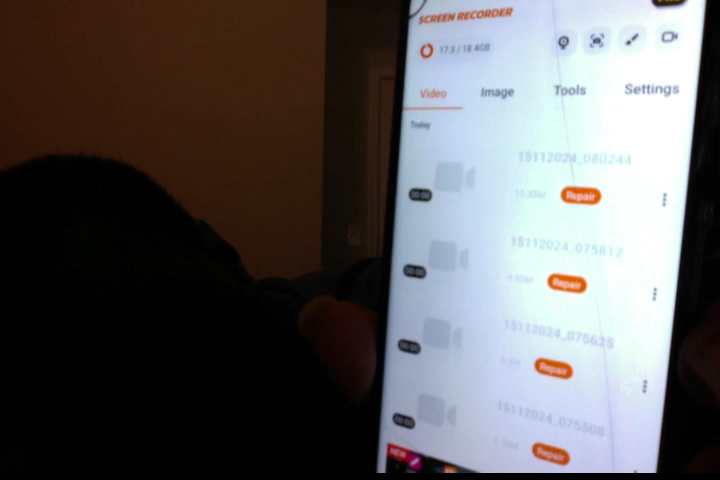 SCREEN RECORDER
17.3 / 18.4GB
Video Image Tools Settings
Today
15112024_080244
00:00 Repair
15112024_075812
00:00 Repair
15112024_075625
00:00 Repair
15112024_075508
00:00 Repair
NEW